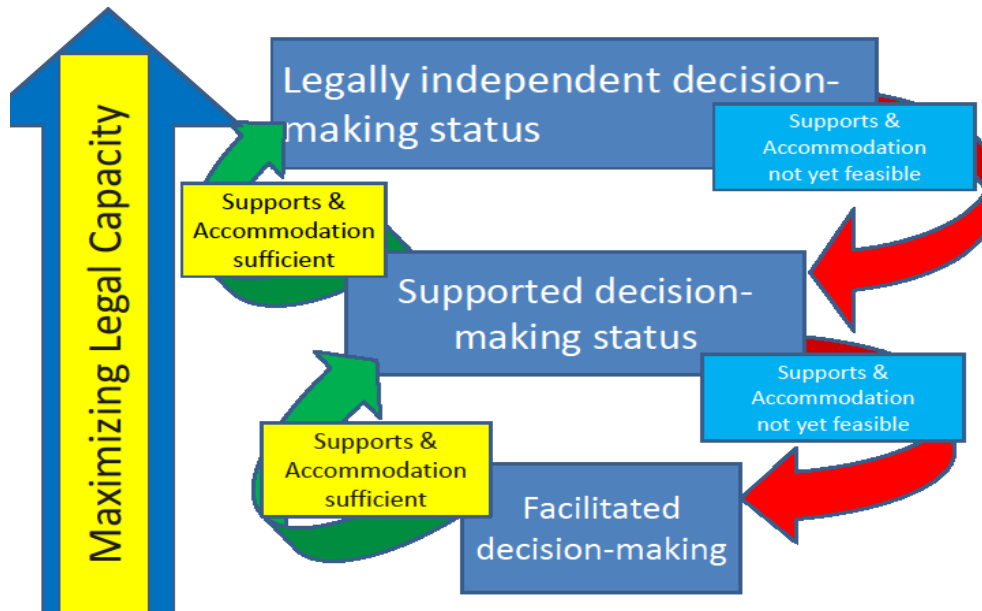 Maximizing Legal Capacity
Legally independent decision-
making status
Supports &
Accommodation
not yet feasible
Supports &
Accommodation
sufficient
Supported decision-
making status
Supports &
Accommodation
not yet feasible
Supports &
Accommodation
sufficient
Facilitated
decision-making